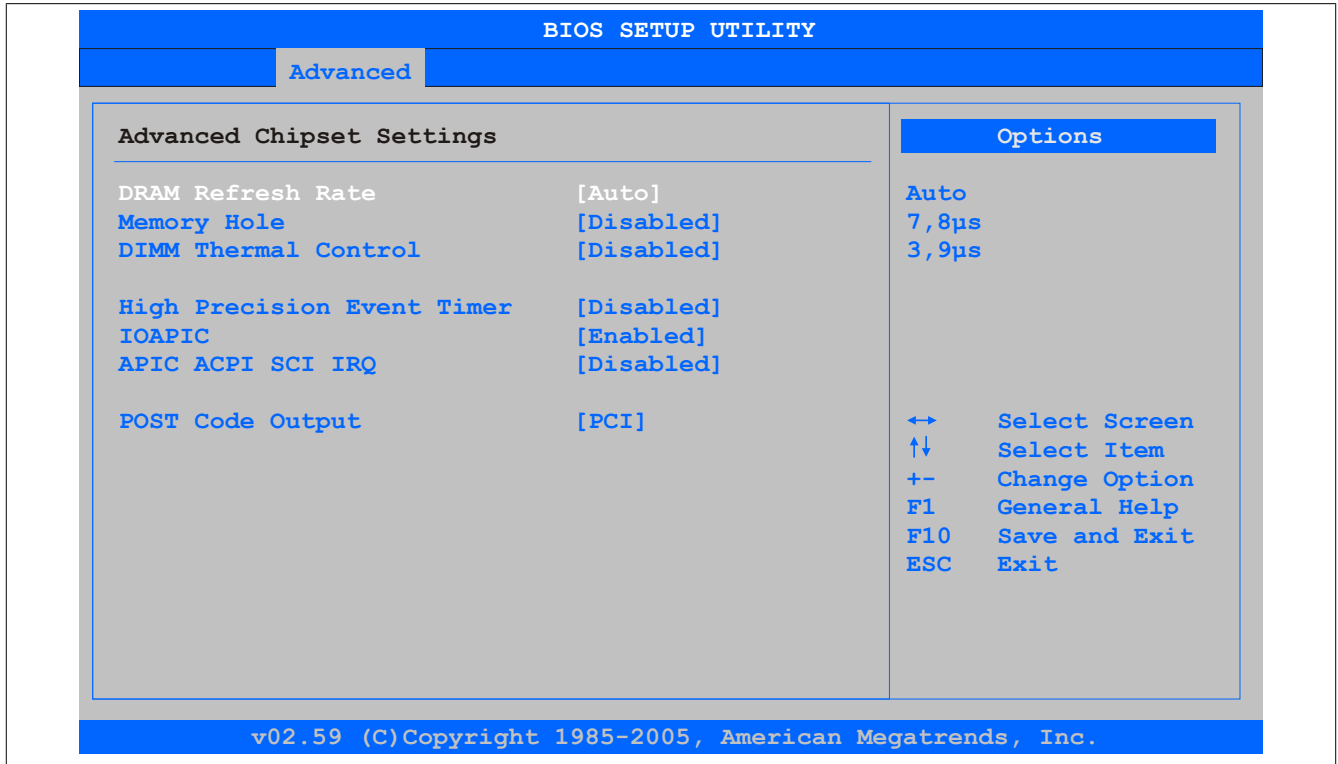 BIOS SETUP UTILITY
Advanced
Advanced Chipset Settings
DRAM Refresh Rate [Auto]
Memory Hole [Disabled]
DIMM Thermal Control [Disabled]
High Precision Event Timer [Disabled]
IOAPIC [Enabled]
APIC ACPI SCI IRQ [Disabled]
POST Code Output [PCI]
Options
Auto
7,8µs
3,9µs
↔ Select Screen
↑↓ Select Item
+- Change Option
F1 General Help
F10 Save and Exit
ESC Exit
v02.59 (C)Copyright 1985-2005, American Megatrends, Inc.